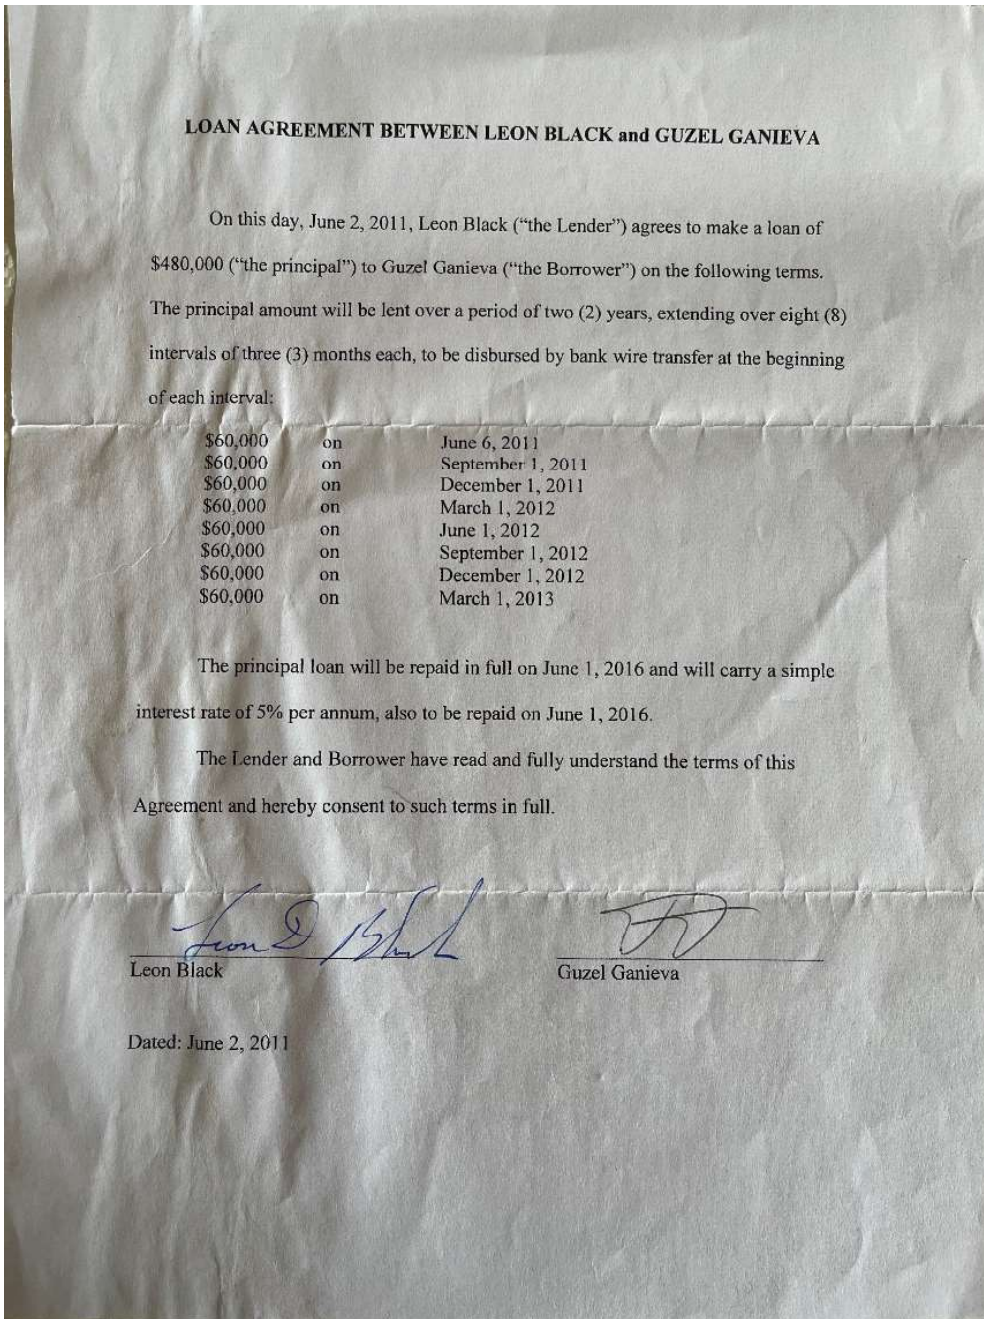 LOAN AGREEMENT BETWEEN LEON BLACK and GUZEL GANIEVA
On this day, June 2, 2011, Leon Black (“the Lender”) agrees to make a loan of
$480,000 (“the principal”) to Guzel Ganieva (“the Borrower”) on the following terms.
The principal amount will be lent over a period of two (2) years, extending over eight (8)
intervals of three (3) months each, to be disbursed by bank wire transfer at the beginning
of each interval:
$60,000 on June 6, 2011
$60,000 on September 1, 2011
$60,000 on December 1, 2011
$60,000 on March 1, 2012
$60,000 on June 1, 2012
$60,000 on September 1, 2012
$60,000 on December 1, 2012
$60,000 on March 1, 2013
The principal loan will be repaid in full on June 1, 2016 and will carry a simple
interest rate of 5% per annum, also to be repaid on June 1, 2016.
The Lender and Borrower have read and fully understand the terms of this
Agreement and hereby consent to such terms in full.
Leon D Black
Leon Black Guzel Ganieva
Dated: June 2, 2011